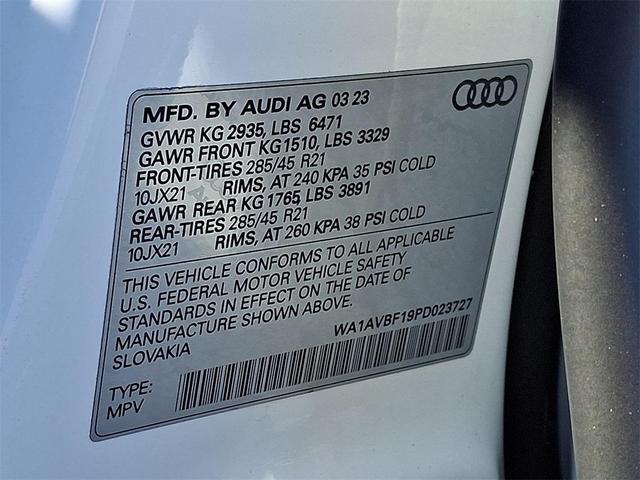 MFD. BY AUDI AG 03 23
GVWR KG 2935, LBS 6471
GAWR FRONT KG1510, LBS 3329
FRONT-TIRES 285/45 R21
10JX21 RIMS, AT 240 KPA 35 PSI COLD
GAWR REAR KG 1765, LBS 3891
REAR-TIRES 285/45 R21
10JX21 RIMS, AT 260 KPA 38 PSI COLD
THIS VEHICLE CONFORMS TO ALL APPLICABLE
U.S. FEDERAL MOTOR VEHICLE SAFETY
STANDARDS IN EFFECT ON THE DATE OF
MANUFACTURE SHOWN ABOVE.
SLOVAKIA
WA1AVBF19PD023727
TYPE:
MPV